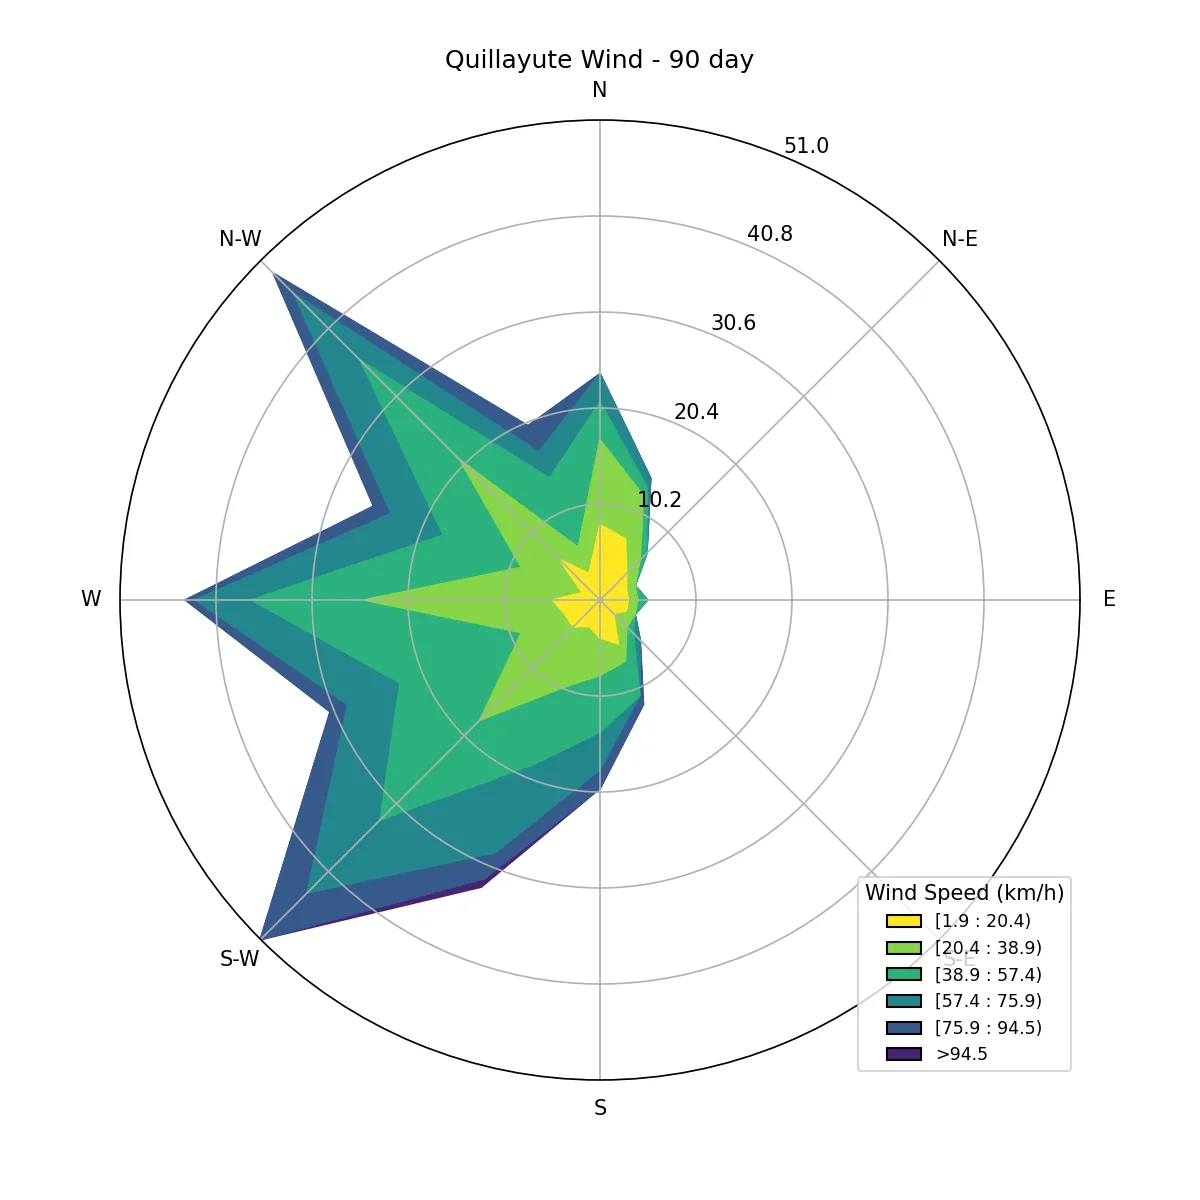 Quillayute Wind - 90 day
N
51.0
N-W
40.8
N-E
30.6
20.4
10.2
W
E
Wind Speed (km/h)
[1.9 : 20.4)
[20.4 : 38.9)
[38.9 : 57.4)
[57.4 : 75.9)
[75.9 : 94.5)
>94.5
S-W
S-E
S